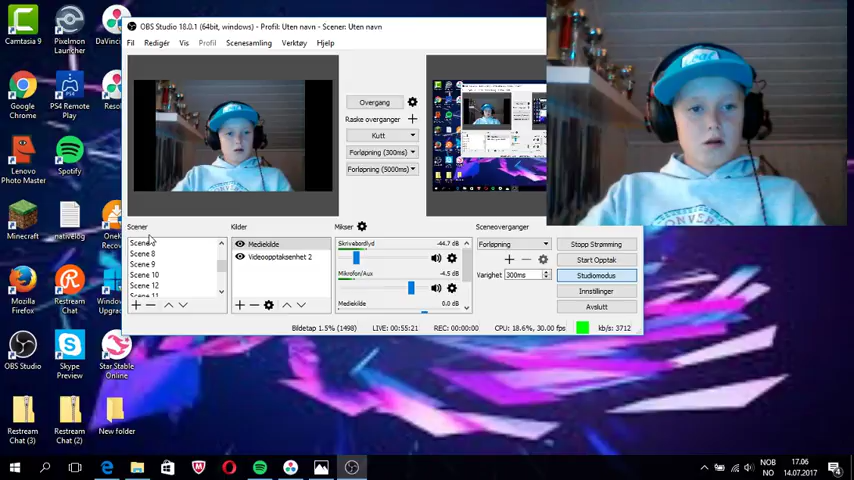 OBS Studio 18.0.1 (64bit, windows) - Profil: Uten navn - Scener: Uten navn
Fil
Redigér
Vis
Profil
Scenesamling
Verktøy
Hjelp
Camtasia 9
Pixelmon
Launcher
DaVinci
Resol
Google
Chrome
PS4 Remote
Play
Lenovo
Photo Master
Spotify
Minecraft
nativelog
Mozilla
Firefox
Restream
Chat
OBS Studio
Skype
Preview
Star Stable
Online
Restream
Chat (3)
Restream
Chat (2)
New folder
Overgang
Raske overganger
Kutt
Forløpning (300ms)
Forløpning (5000ms)
Scener
Scene 8
Scene 9
Scene 10
Scene 12
Scene 11
Kilder
Mediekilde
Videoopptaksenhet 2
Mikser
Skrivebordlyd
-44.7 dB
Mikrofon/Aux
-4.5 dB
Mediekilde
0.0 dB
Sceneoverganger
Forløpning
Varighet
300ms
Stopp Strømming
Start Opptak
Studiomodus
Innstillinger
Avslutt
Bildetap 1.5% (1498)
LIVE: 00:55:21
REC: 00:00:00
CPU: 18.6%, 30.00 fps
kb/s: 3712
NOB
NO
17.06
14.07.2017
4